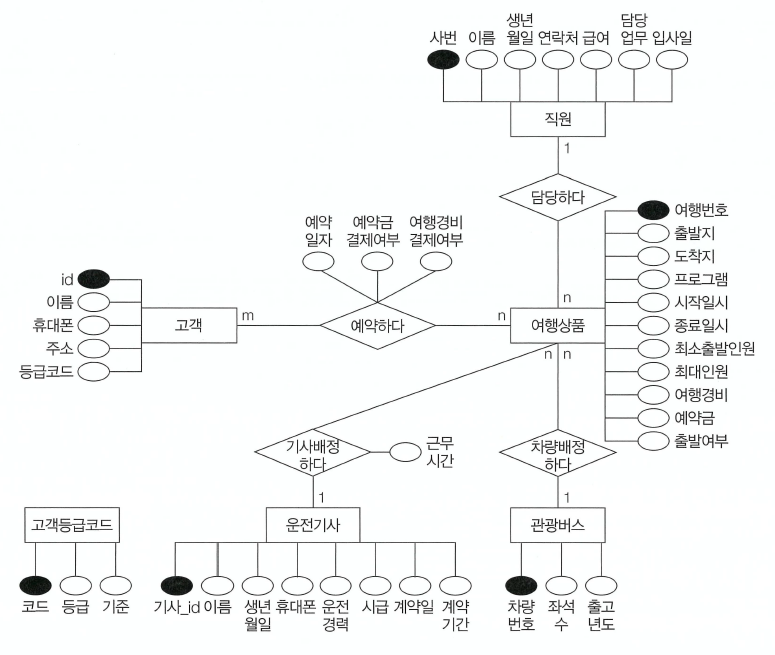 사번 이름 생년월일 연락처 급여 담당업무 입사일
직원
1
담당하다
n
예약일자 예약금결제여부 여행경비결제여부
id
이름
휴대폰
주소
등급코드
고객
m
예약하다
n
여행상품
여행번호
출발지
도착지
프로그램
시작일시
종료일시
최소출발인원
최대인원
여행경비
예약금
출발여부
n n
기사배정하다
근무시간
차량배정하다
1
1
고객등급코드
운전기사
관광버스
코드 등급 기준
기사_id 이름 생년월일 휴대폰 운전경력 시급 계약일 계약기간
차량번호 좌석수 출고년도